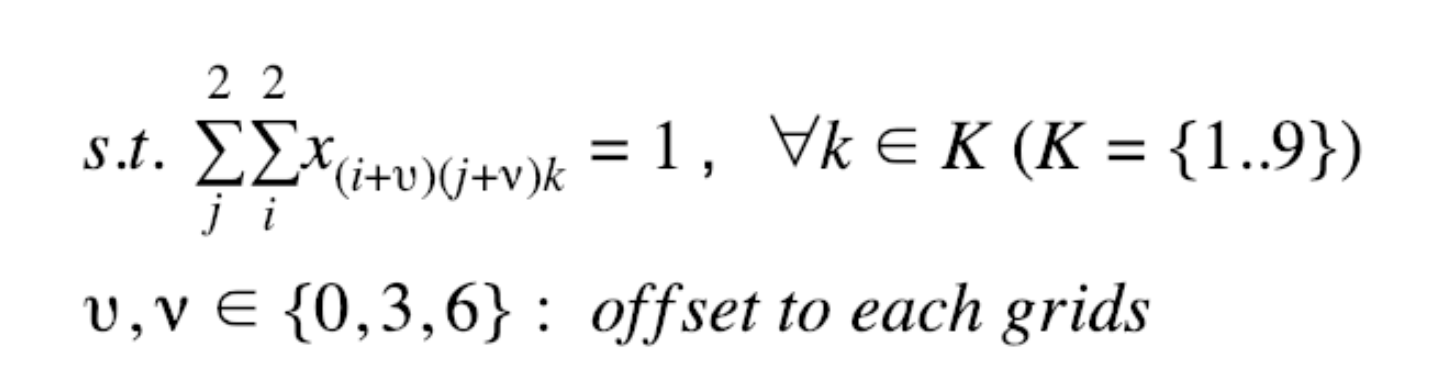 s.t. ∑_j^2 ∑_i^2 x_{(i+υ)(j+ν)k} = 1 , ∀k ∈ K (K = {1..9})
υ,ν ∈ {0,3,6} : offset to each grids